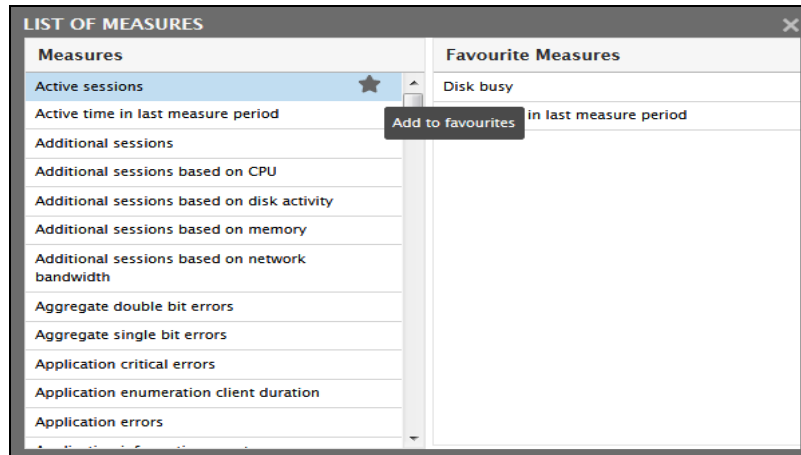 LIST OF MEASURES
Measures
Active sessions
Active time in last measure period
Additional sessions
Additional sessions based on CPU
Additional sessions based on disk activity
Additional sessions based on memory
Additional sessions based on network
bandwidth
Aggregate double bit errors
Aggregate single bit errors
Application critical errors
Application enumeration client duration
Application errors
Favourite Measures
Disk busy
in last measure period
Add to favourites